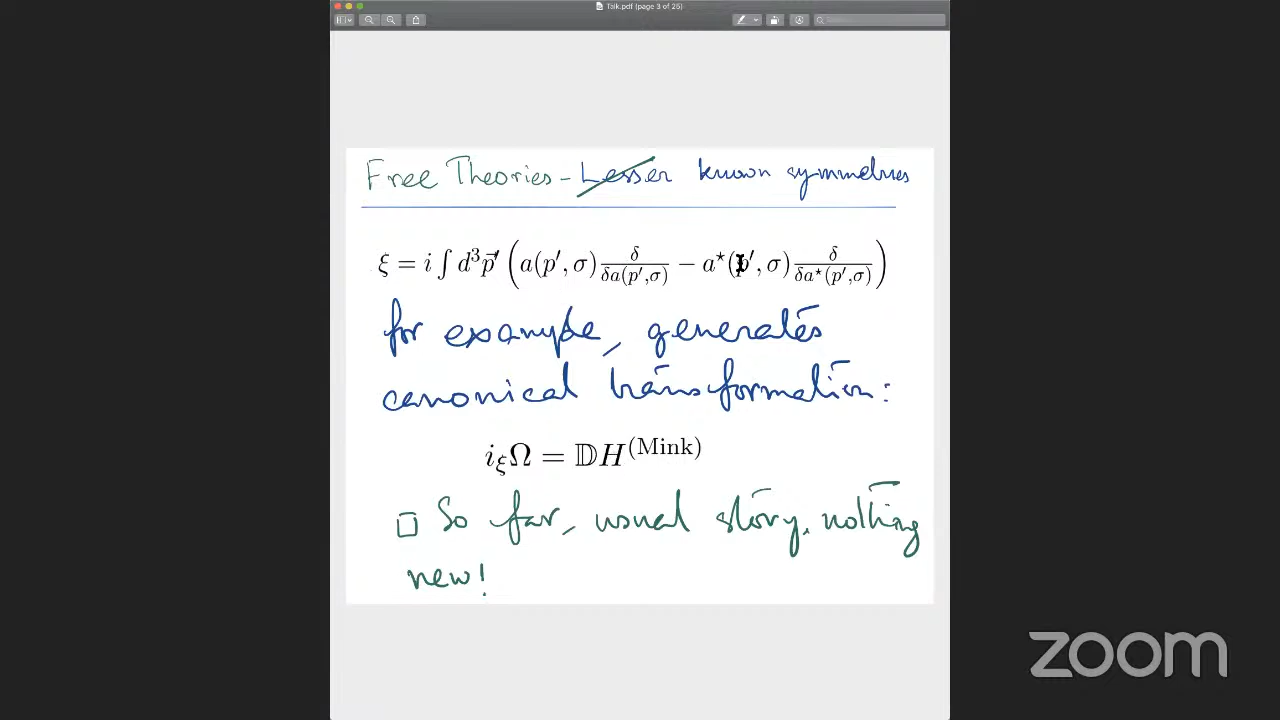 Talk.pdf (page 3 of 25)
Free Theories - Lesser known symmetries
ξ = i ∫ d³p⃗′ ( a(p′, σ) δ/δa(p′,σ) − a⋆(p′, σ) δ/δa⋆(p′,σ) )
for example, generates
canonical transformation:
i_ξ Ω = 𝔻H^(Mink)
□ So far, usual story, nothing
new!
zoom